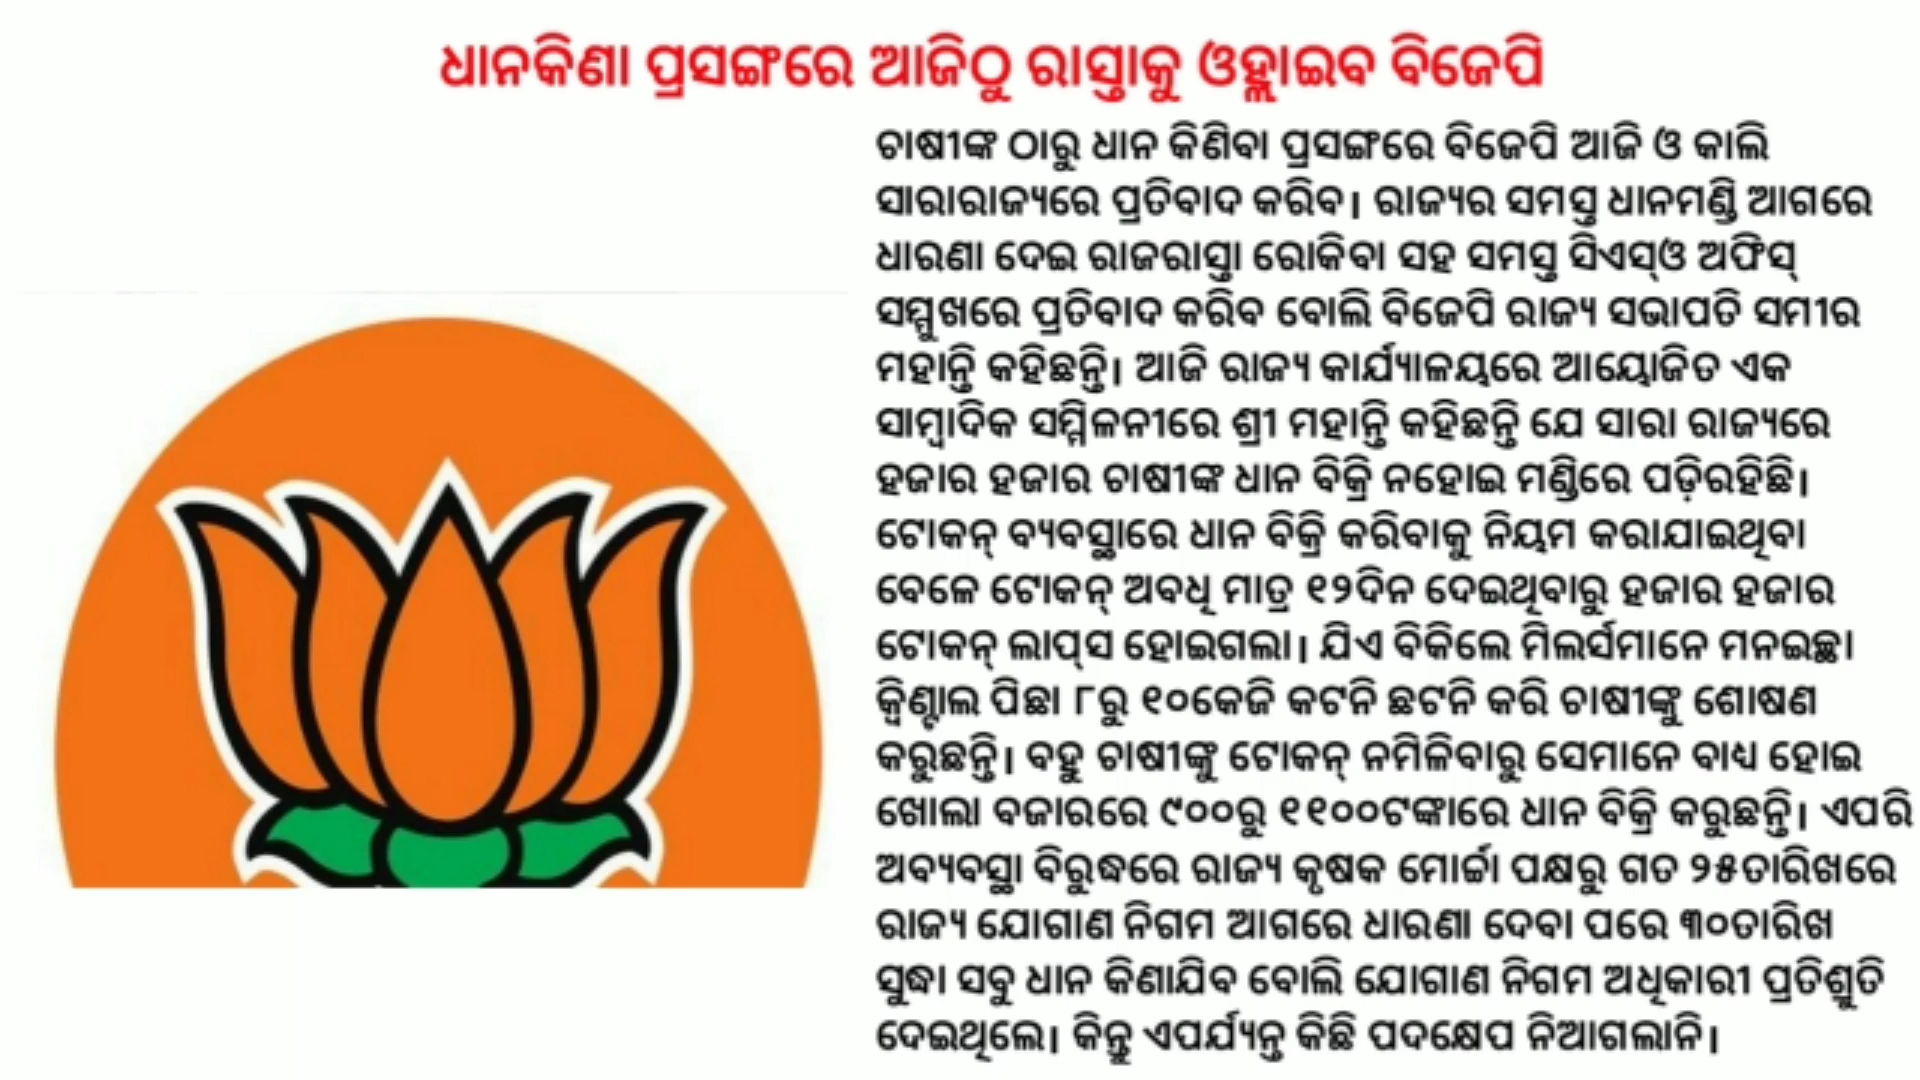 ଧାନକିଣା ପ୍ରସଙ୍ଗରେ ଆଜିଠୁ ରାସ୍ତାକୁ ଓହ୍ଲାଇବ ବିଜେପି
ଚାଷୀଙ୍କ ଠାରୁ ଧାନ କିଣିବା ପ୍ରସଙ୍ଗରେ ବିଜେପି ଆଜି ଓ କାଲି
ସାରାରାଜ୍ୟରେ ପ୍ରତିବାଦ କରିବ। ରାଜ୍ୟର ସମସ୍ତ ଧାନମଣ୍ଡି ଆଗରେ
ଧାରଣା ଦେଇ ରାଜରାସ୍ତା ରୋକିବା ସହ ସମସ୍ତ ସିଏସ୍ଓ ଅଫିସ୍
ସମ୍ମୁଖରେ ପ୍ରତିବାଦ କରିବ ବୋଲି ବିଜେପି ରାଜ୍ୟ ସଭାପତି ସମୀର
ମହାନ୍ତି କହିଛନ୍ତି। ଆଜି ରାଜ୍ୟ କାର୍ଯ୍ୟାଳୟରେ ଆୟୋଜିତ ଏକ
ସାମ୍ବାଦିକ ସମ୍ମିଳନୀରେ ଶ୍ରୀ ମହାନ୍ତି କହିଛନ୍ତି ଯେ ସାରା ରାଜ୍ୟରେ
ହଜାର ହଜାର ଚାଷୀଙ୍କ ଧାନ ବିକ୍ରି ନହୋଇ ମଣ୍ଡିରେ ପଡ଼ିରହିଛି।
ଟୋକନ୍ ବ୍ୟବସ୍ଥାରେ ଧାନ ବିକ୍ରି କରିବାକୁ ନିୟମ କରାଯାଇଥିବା
ବେଳେ ଟୋକନ୍ ଅବଧି ମାତ୍ର ୧୨ଦିନ ଦେଇଥିବାରୁ ହଜାର ହଜାର
ଟୋକନ୍ ଲାପ୍ସ ହୋଇଗଲା। ଯିଏ ବିକିଲେ ମିଲର୍ସମାନେ ମନଇଚ୍ଛା
କ୍ୱିଣ୍ଟାଲ ପିଛା ୮ରୁ ୧୦କେଜି କଟନି ଛଟନି କରି ଚାଷୀଙ୍କୁ ଶୋଷଣ
କରୁଛନ୍ତି। ବହୁ ଚାଷୀଙ୍କୁ ଟୋକନ୍ ନମିଳିବାରୁ ସେମାନେ ବାଧ୍ୟ ହୋଇ
ଖୋଲା ବଜାରରେ ୯୦୦ରୁ ୧୧୦୦ଟଙ୍କାରେ ଧାନ ବିକ୍ରି କରୁଛନ୍ତି। ଏପରି
ଅବ୍ୟବସ୍ଥା ବିରୁଦ୍ଧରେ ରାଜ୍ୟ କୃଷକ ମୋର୍ଚ୍ଚା ପକ୍ଷରୁ ଗତ ୨୫ତାରିଖରେ
ରାଜ୍ୟ ଯୋଗାଣ ନିଗମ ଆଗରେ ଧାରଣା ଦେବା ପରେ ୩୦ତାରିଖ
ସୁଦ୍ଧା ସବୁ ଧାନ କିଣାଯିବ ବୋଲି ଯୋଗାଣ ନିଗମ ଅଧିକାରୀ ପ୍ରତିଶ୍ରୁତି
ଦେଇଥିଲେ। କିନ୍ତୁ ଏପର୍ଯ୍ୟନ୍ତ କିଛି ପଦକ୍ଷେପ ନିଆଗଲାନି।